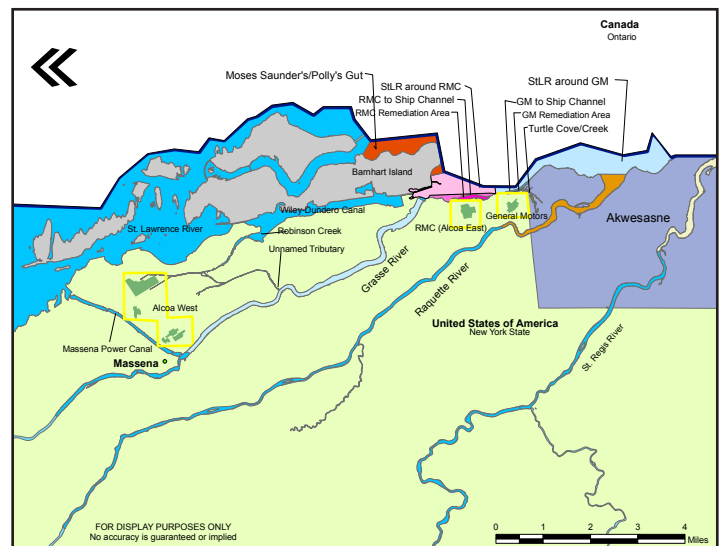 Canada
Ontario
Moses Saunder's/Polly's Gut
StLR around RMC
StLR around GM
RMC to Ship Channel
GM to Ship Channel
RMC Remediation Area
GM Remediation Area
Turtle Cove/Creek
Barnhart Island
Wiley-Dundero Canal
St. Lawrence River
Robinson Creek
Unnamed Tributary
RMC (Alcoa East)
General Motors
Akwesasne
Grasse River
Raquette River
Alcoa West
United States of America
New York State
Massena Power Canal
Massena
St. Regis River
FOR DISPLAY PURPOSES ONLY
No accuracy is guaranteed or implied
0 1 2 3 4
Miles